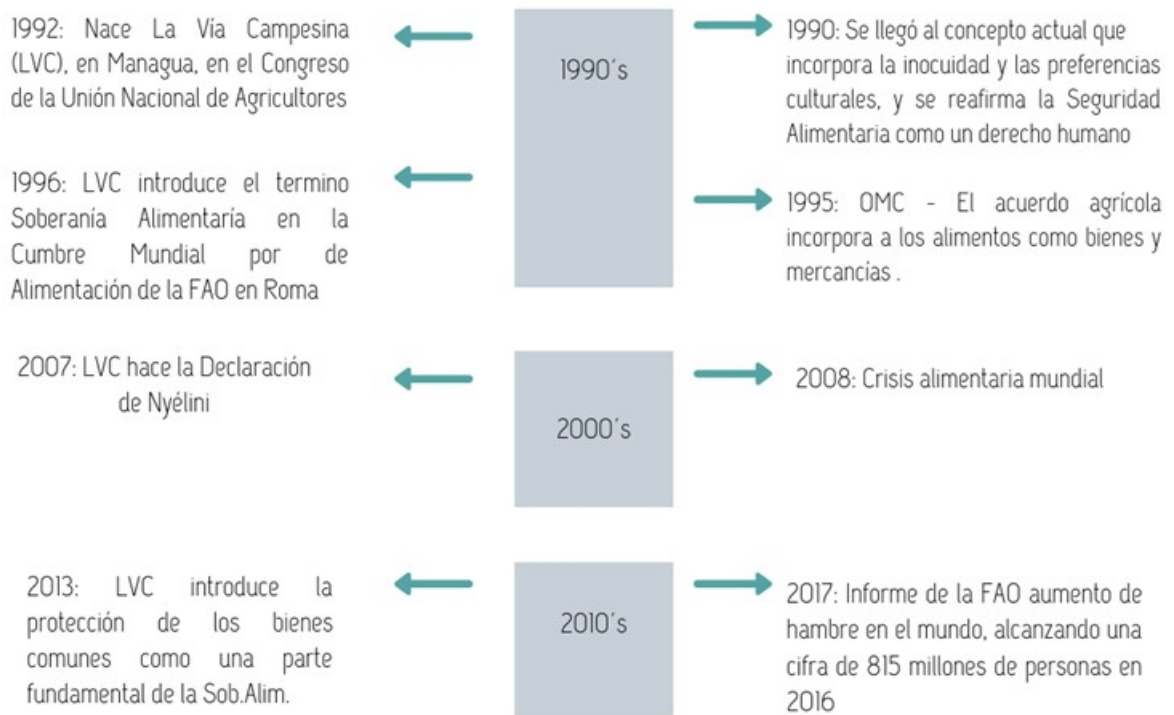 1992: Nace La Vía Campesina
(LVC), en Managua, en el Congreso
de la Unión Nacional de Agricultores
1990's
1990: Se llegó al concepto actual que
incorpora la inocuidad y las preferencias
culturales, y se reafirma la Seguridad
Alimentaria como un derecho humano
1996: LVC introduce el termino
Soberanía Alimentaría en la
Cumbre Mundial por de
Alimentación de la FAO en Roma
1995: OMC - El acuerdo agrícola
incorpora a los alimentos como bienes y
mercancías .
2007: LVC hace la Declaración
de Nyélini
2000´s
2008: Crisis alimentaria mundial
2013: LVC introduce la
protección de los bienes
comunes como una parte
fundamental de la Sob.Alim.
2010´s
2017: Informe de la FAO aumento de
hambre en el mundo, alcanzando una
cifra de 815 millones de personas en
2016